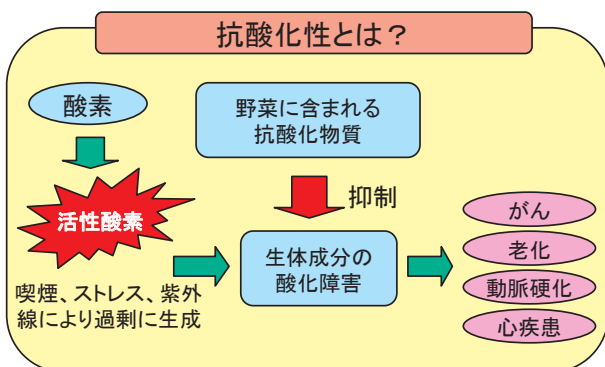 抗酸化性とは？
酸素
野菜に含まれる
抗酸化物質
活性酸素
抑制
生体成分の
酸化障害
喫煙、ストレス、紫外
線により過剰に生成
がん
老化
動脈硬化
心疾患